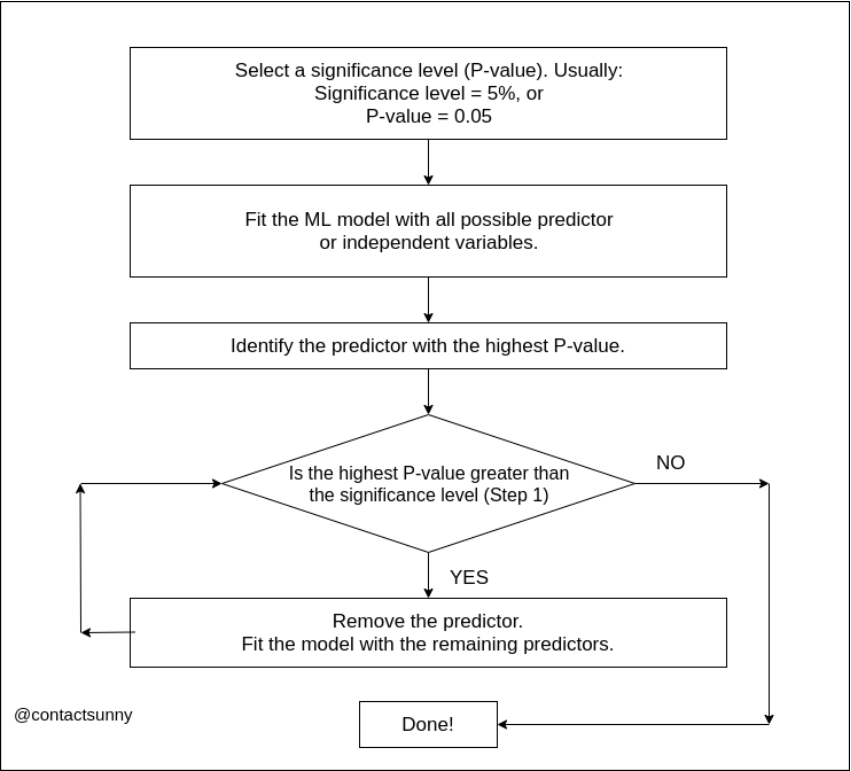 Select a significance level (P-value). Usually:
Significance level = 5%, or
P-value = 0.05
Fit the ML model with all possible predictor
or independent variables.
Identify the predictor with the highest P-value.
Is the highest P-value greater than
the significance level (Step 1)
NO
YES
Remove the predictor.
Fit the model with the remaining predictors.
@contactsunny
Done!